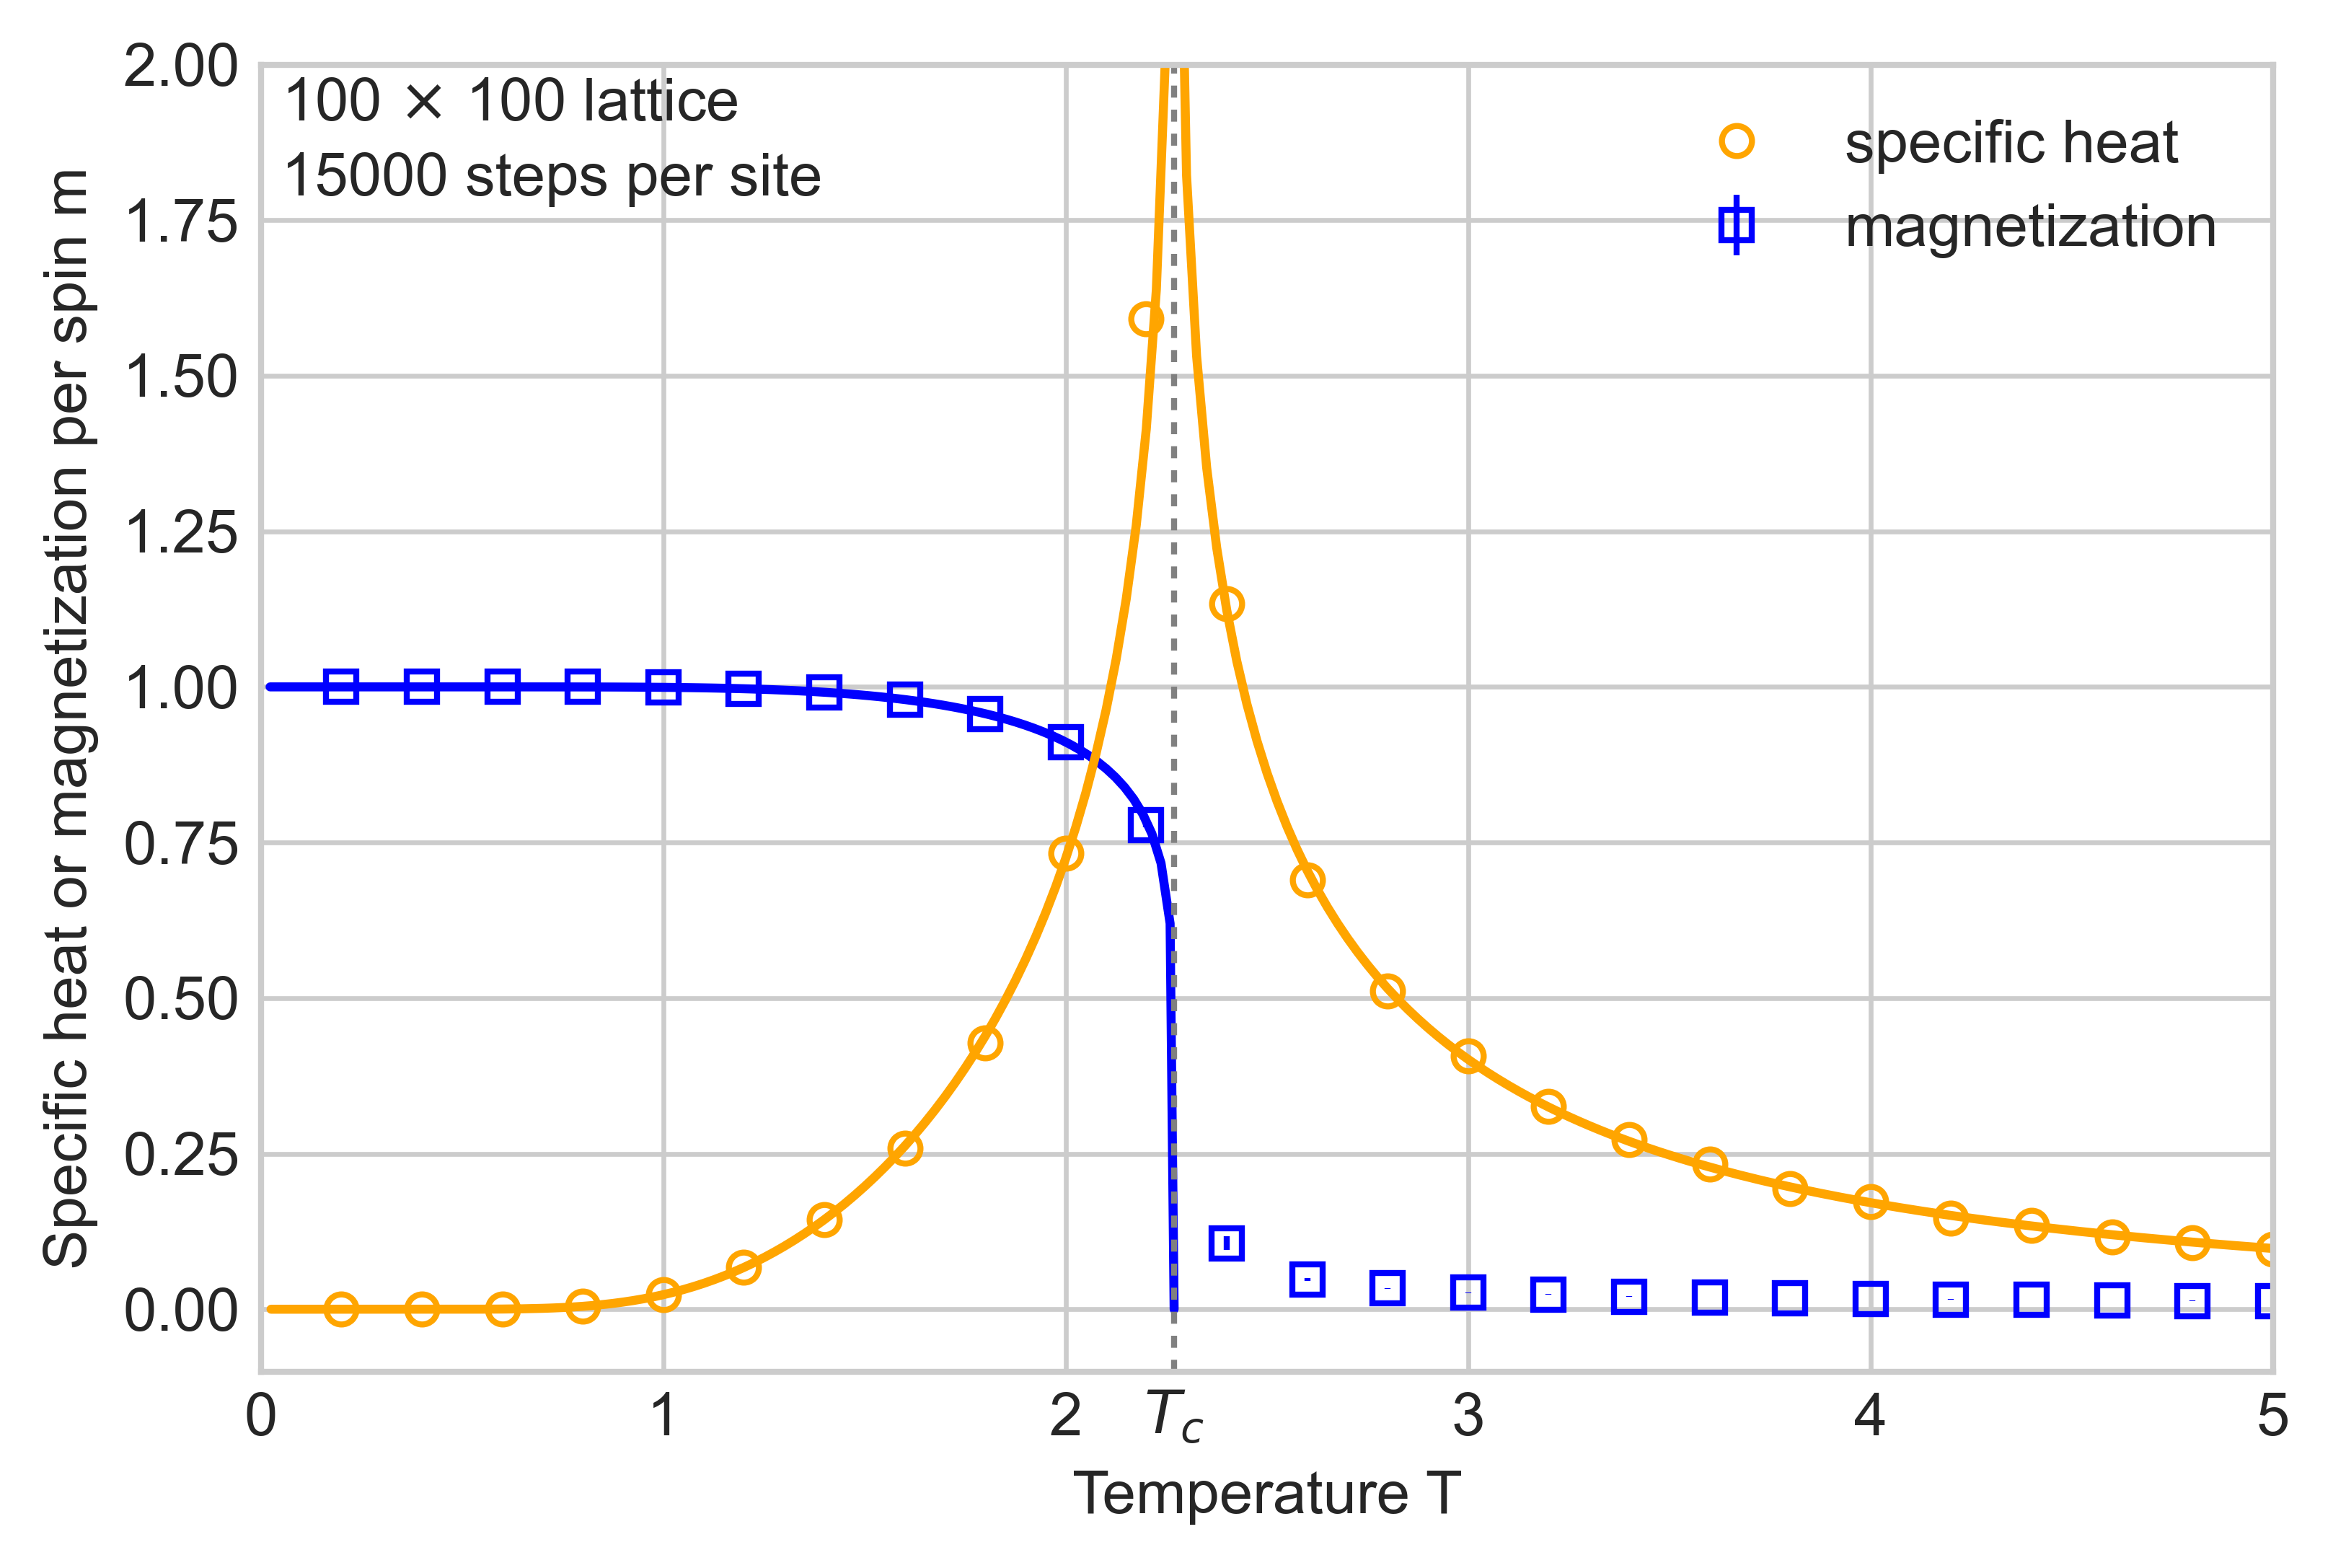 100 × 100 lattice
15000 steps per site
specific heat
magnetization
Specific heat or magnetization per spin m
2.00
1.75
1.50
1.25
1.00
0.75
0.50
0.25
0.00
0 1 2 T_c 3 4 5
Temperature T